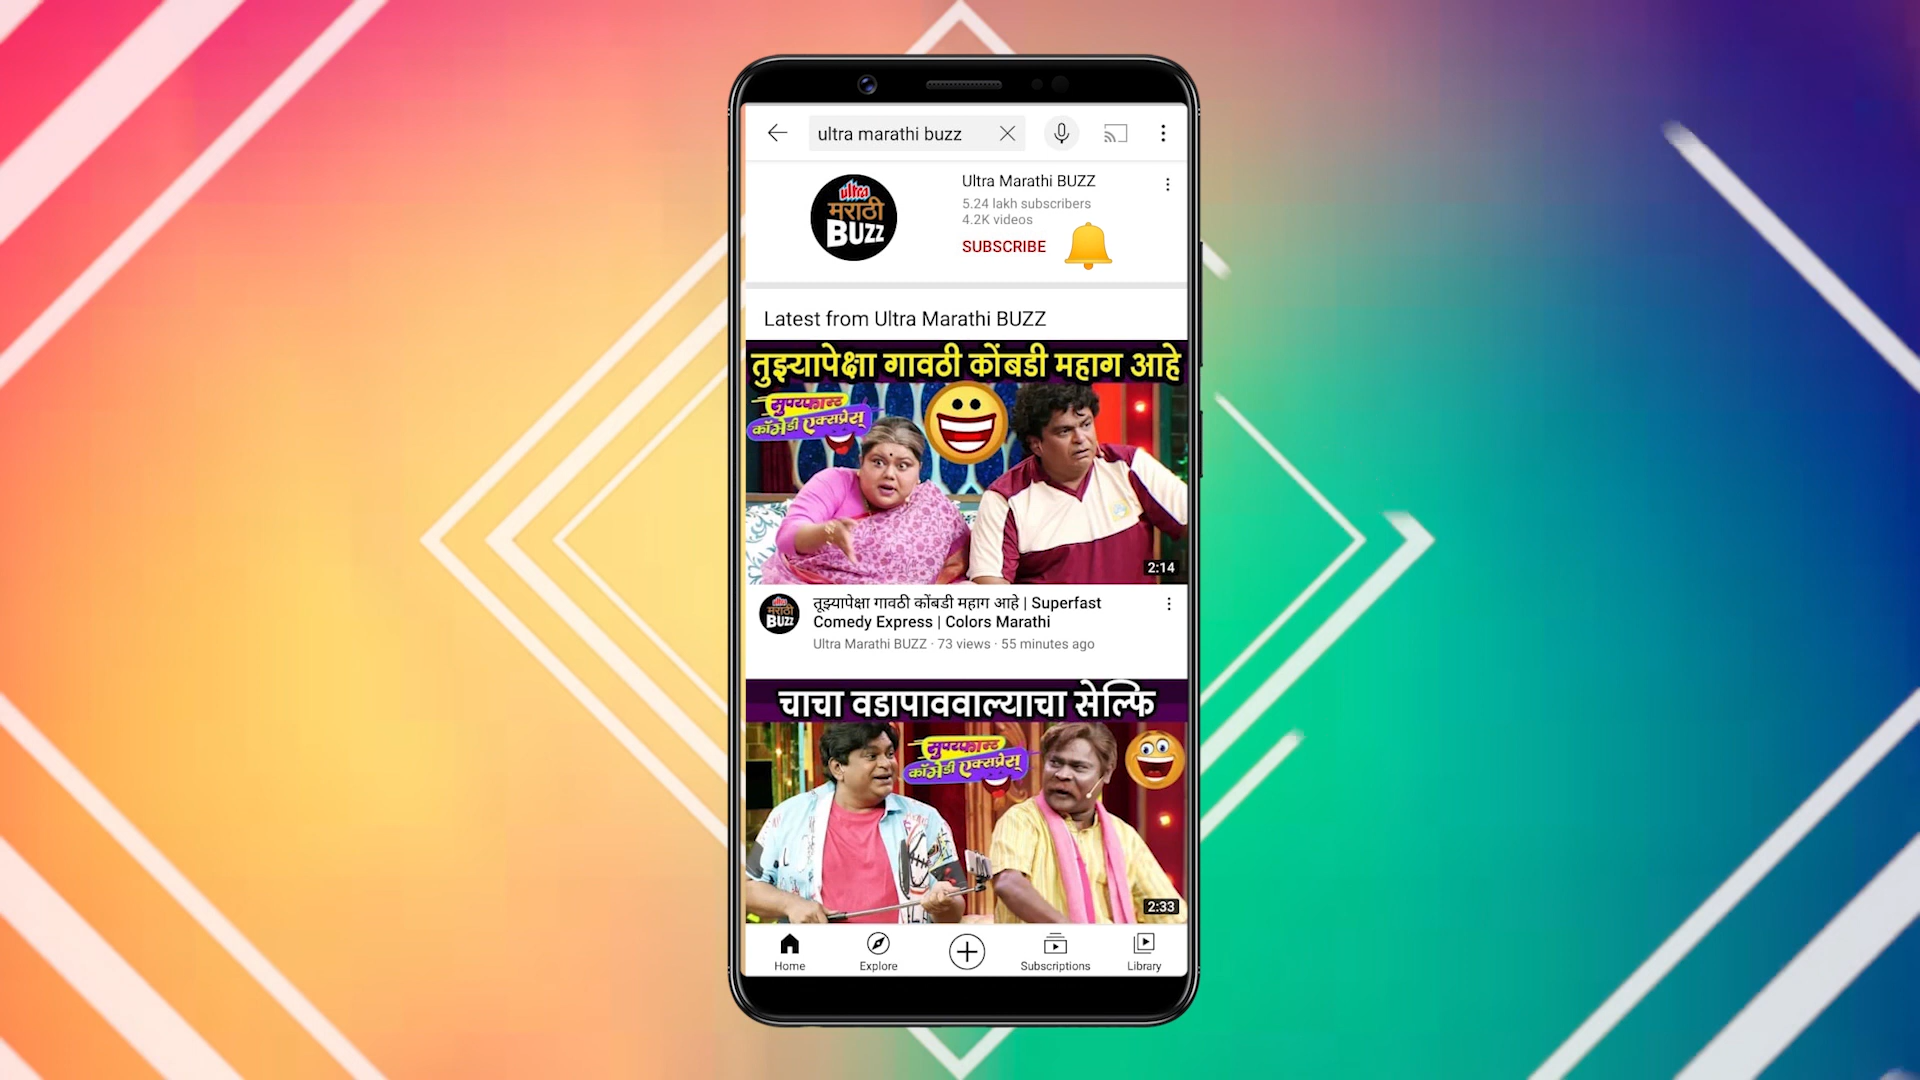 ultra marathi buzz
ultra
मराठी
BUZZ
Ultra Marathi BUZZ
5.24 lakh subscribers
4.2K videos
SUBSCRIBE
Latest from Ultra Marathi BUZZ
तुझ्यापेक्षा गावठी कोंबडी महाग आहे
सुपरफास्ट
कॉमेडी एक्सप्रेस्
2:14
ultra
मराठी
BUZZ
तूझ्यापेक्षा गावठी कोंबडी महाग आहे | Superfast
Comedy Express | Colors Marathi
Ultra Marathi BUZZ · 73 views · 55 minutes ago
चाचा वडापाववाल्याचा सेल्फि
सुपरफास्ट
कॉमेडी एक्सप्रेस्
2:33
Home
Explore
Subscriptions
Library